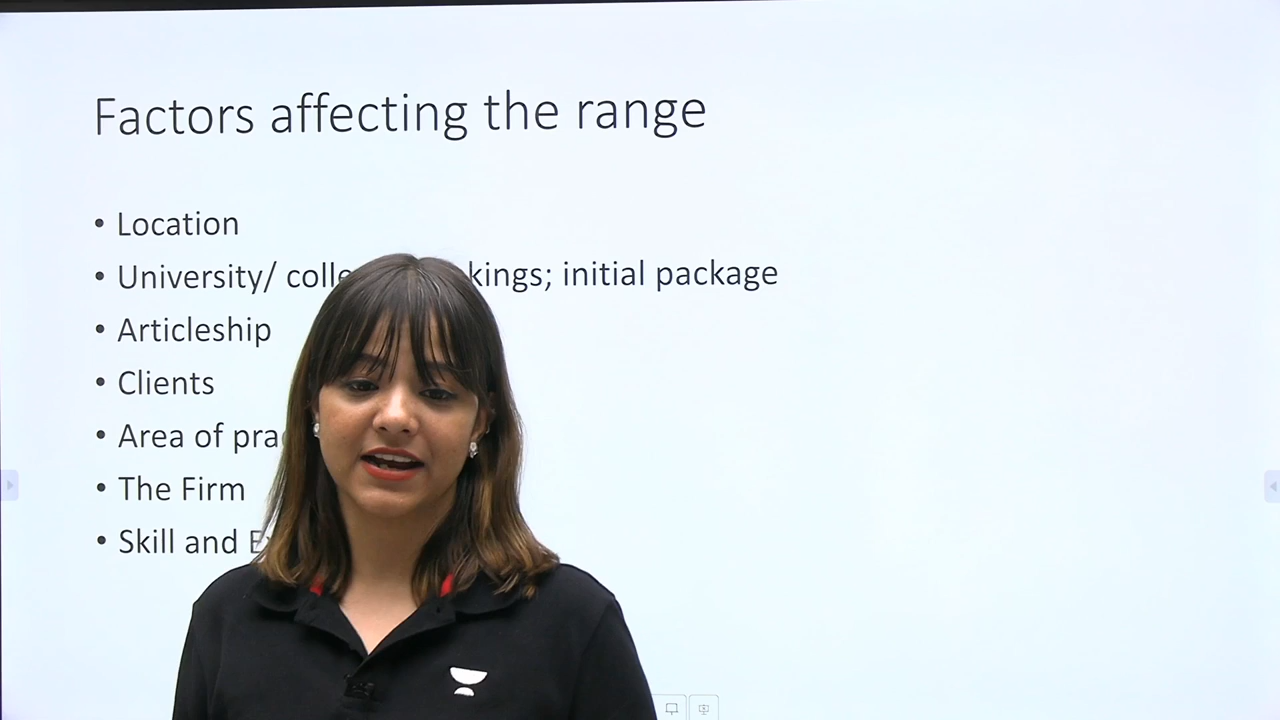 Factors affecting the range
• Location
• University/ colle kings; initial package
• Articleship
• Clients
• Area of pra
• The Firm
• Skill and E